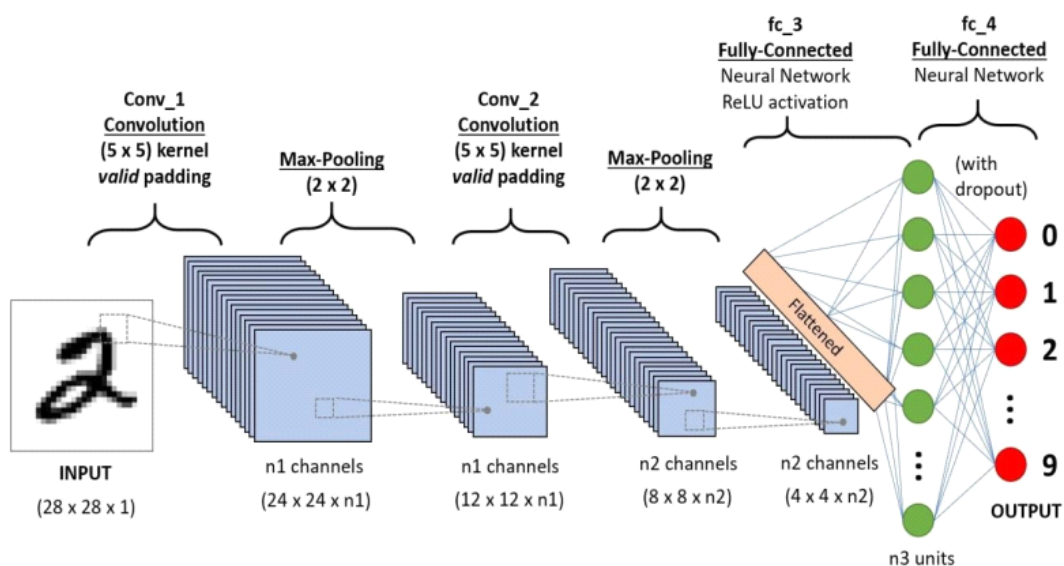 fc_3
Fully-Connected
Neural Network
ReLU activation
fc_4
Fully-Connected
Neural Network
Conv_1
Convolution
(5 x 5) kernel
valid padding
Max-Pooling
(2 x 2)
Conv_2
Convolution
(5 x 5) kernel
valid padding
Max-Pooling
(2 x 2)
(with
dropout)
0
1
2
9
Flattened
2
INPUT
(28 x 28 x 1)
n1 channels
(24 x 24 x n1)
n1 channels
(12 x 12 x n1)
n2 channels
(8 x 8 x n2)
n2 channels
(4 x 4 x n2)
OUTPUT
n3 units